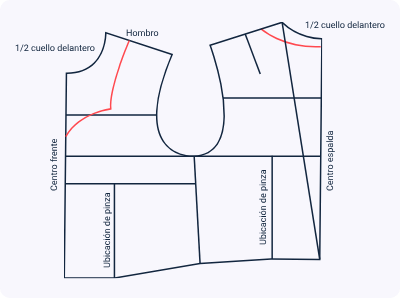 Hombro
1/2 cuello delantero
1/2 cuello delantero
Centro frente
Ubicación de pinza
Ubicación de pinza
Centro espalda